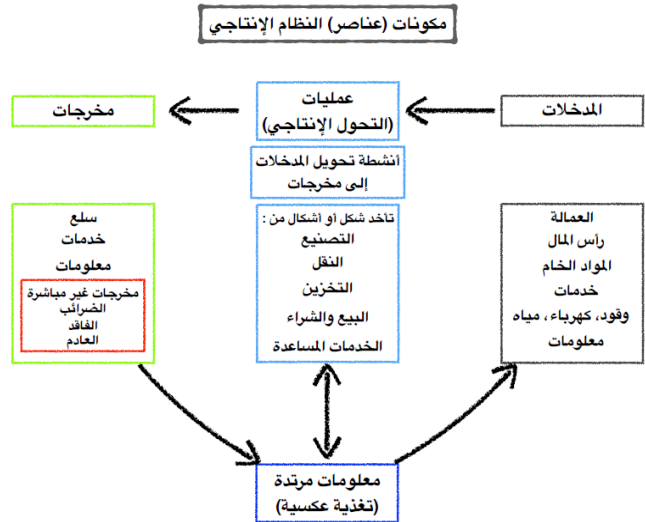 مكونات (عناصر) النظام الإنتاجي
المدخلات
عمليات
(التحول الإنتاجي)
مخرجات
أنشطة تحويل المدخلات
إلى مخرجات
العمالة
رأس المال
المواد الخام
خدمات
وقود، كهرباء ، مياه
معلومات
تأخد شكل أو أشكال من :
التصنيع
النقل
التخزين
البيع والشراء
الخدمات المساعدة
سلع
خدمات
معلومات
مخرجات غير مباشرة
الضرائب
الفاقد
العادم
معلومات مرتدة
(تغذية عكسية)